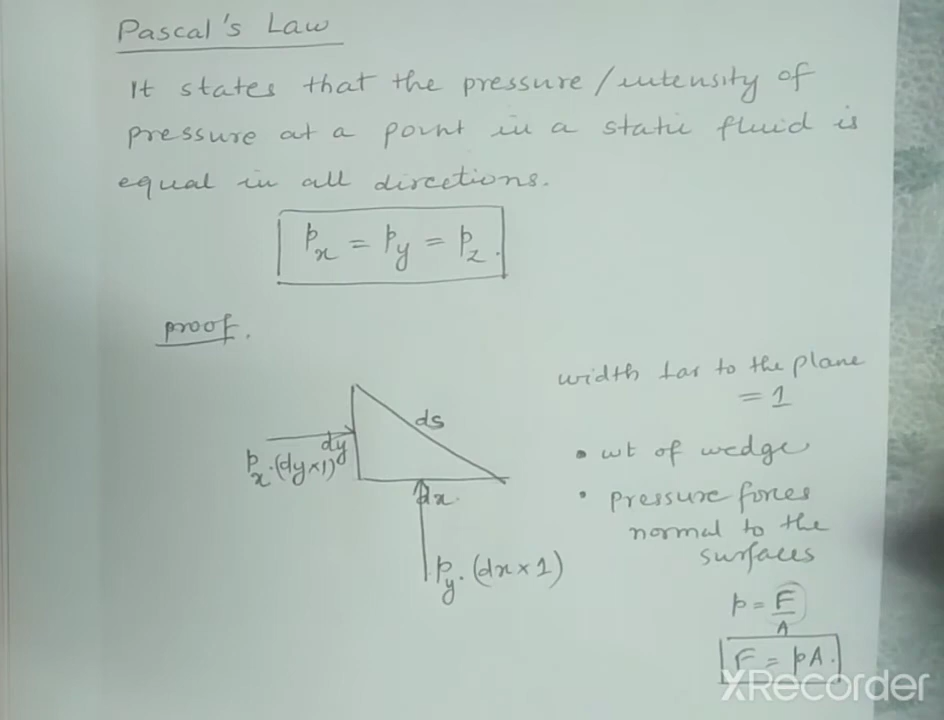 Pascal's Law
It states that the pressure/intensity of
pressure at a point in a static fluid is
equal in all directions.
px = py = pz.
proof.
width ⊥ar to the plane
= 1
ds
dy
px.(dy×1)
dx.
py.(dx×1)
• wt of wedge
• pressure forces
normal to the
surfaces
p = F/A
F = pA.
XRecorder